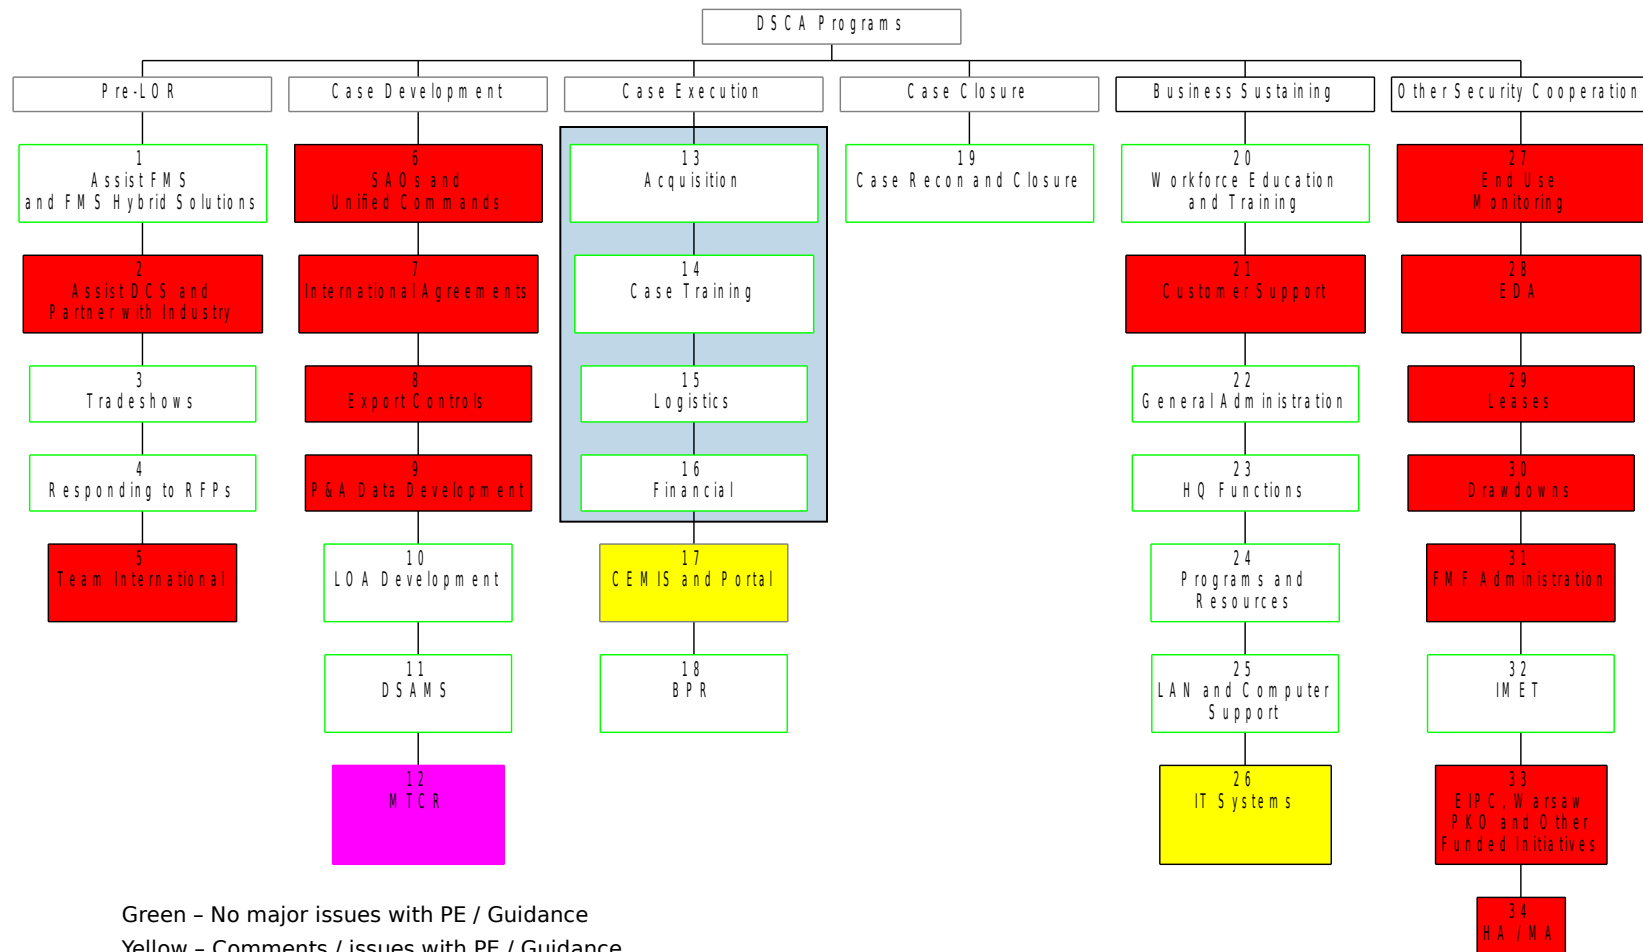 DSCA Programs
Pre-LOR
Case Development
Case Execution
Case Closure
Business Sustaining
Other Security Cooperation
1
Assist FMS
and FMS Hybrid Solutions
2
Assist DCS and
Partner with Industry
3
Tradeshows
4
Responding to RFPs
5
Team International
6
SAOs and
Unified Commands
7
International Agreements
8
Export Controls
9
P&A Data Development
10
LOA Development
11
DSAMS
12
MTCR
13
Acquisition
14
Case Training
15
Logistics
16
Financial
17
CEMIS and Portal
18
BPR
19
Case Recon and Closure
20
Workforce Education
and Training
21
Customer Support
22
General Administration
23
HQ Functions
24
Programs and
Resources
25
LAN and Computer
Support
26
IT Systems
27
End Use
Monitoring
28
EDA
29
Leases
30
Drawdowns
31
FMF Administration
32
IMET
33
EIPC, Warsaw
PKO and Other
Funded Initiatives
34
HA / MA
Green – No major issues with PE / Guidance
Yellow – Comments / issues with PE / Guidance